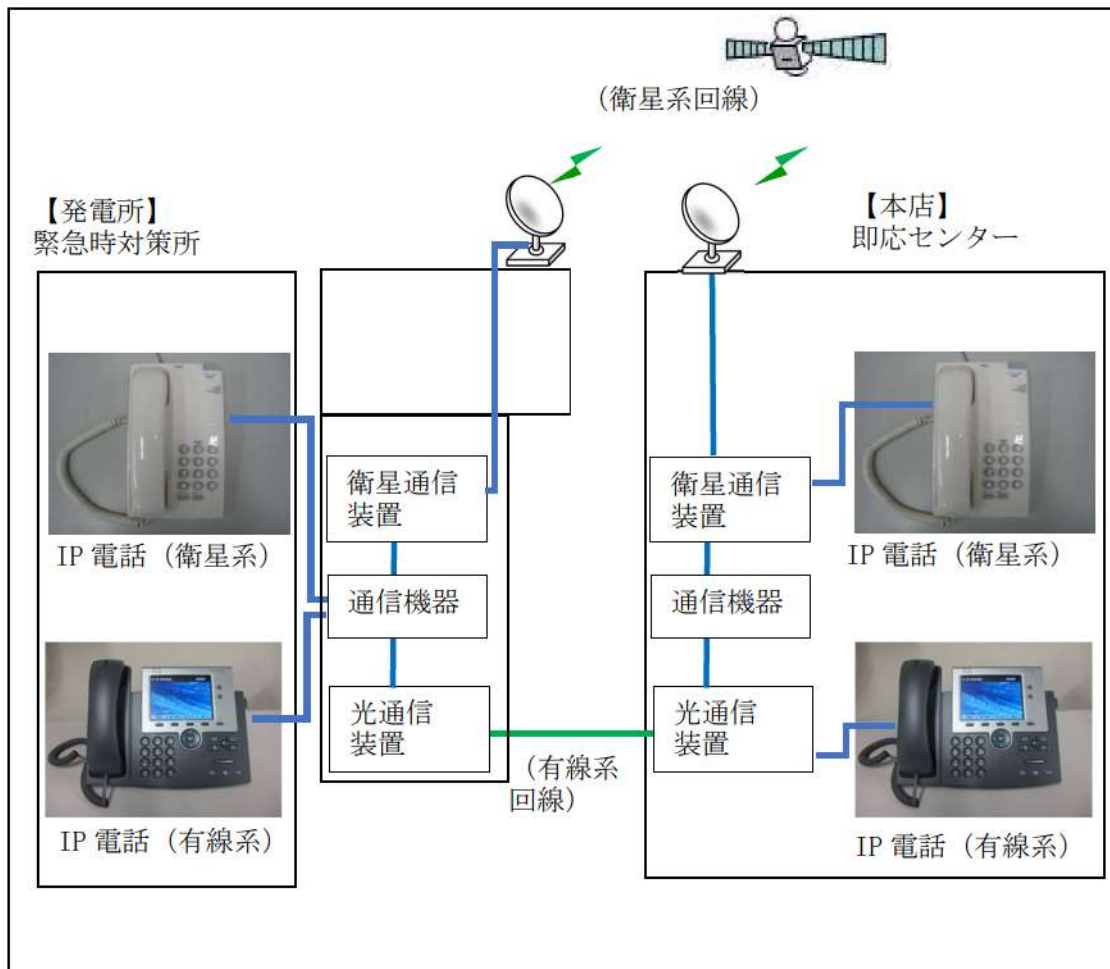 （衛星系回線）
【発電所】
緊急時対策所
【本店】
即応センター
衛星通信
装置
IP 電話（衛星系）
通信機器
光通信
装置
IP 電話（有線系）
（有線系
回線）
衛星通信
装置
IP 電話（衛星系）
通信機器
光通信
装置
IP 電話（有線系）